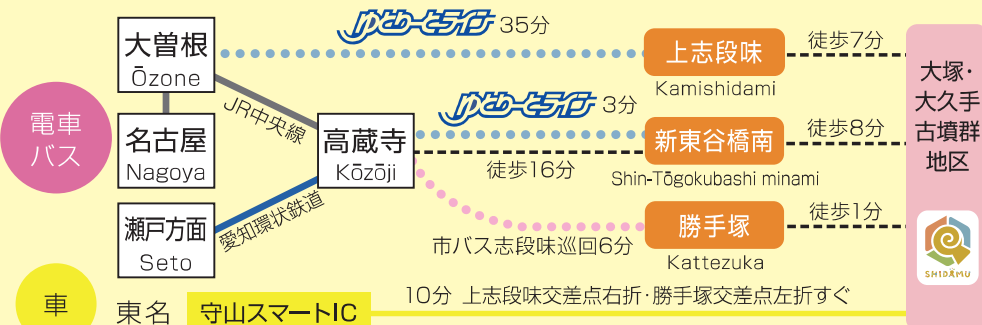 電車
バス
大曽根
Ōzone
ゆとりーとライン 35分
上志段味
Kamishidami
徒歩7分
JR中央線
名古屋
Nagoya
高蔵寺
Kōzōji
ゆとりーとライン 3分
徒歩16分
新東谷橋南
Shin-Tōgokubashi minami
徒歩8分
瀬戸方面
Seto
愛知環状鉄道
市バス志段味巡回6分
勝手塚
Kattezuka
徒歩1分
大塚・
大久手
古墳群
地区
SHIDAMU
車
東名 守山スマートIC
10分 上志段味交差点右折・勝手塚交差点左折すぐ